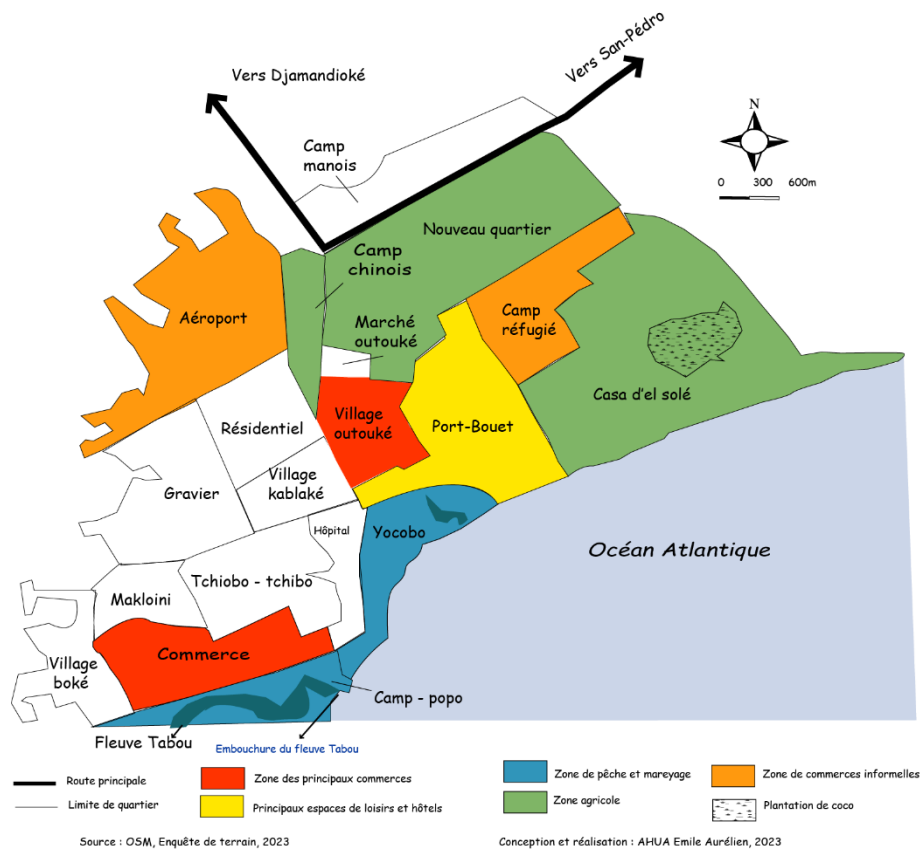 Vers Djamandioké
Vers San-Pédro
N
0 300 600m
Camp
manois
Nouveau quartier
Camp
chinois
Aéroport
Camp
réfugié
Marché
outouké
Casa d'el solé
Résidentiel
Village
outouké
Port-Bouet
Village
kablaké
Gravier
Hôpital
Yocobo
Océan Atlantique
Tchiobo - tchibo
Makloini
Commerce
Village
boké
Camp - popo
Fleuve Tabou
Embouchure du fleuve Tabou
Route principale
Limite de quartier
Zone des principaux commerces
Principaux espaces de loisirs et hôtels
Zone de pêche et mareyage
Zone agricole
Zone de commerces informelles
Plantation de coco
Source : OSM, Enquête de terrain, 2023
Conception et réalisation : AHUA Emile Aurélien, 2023